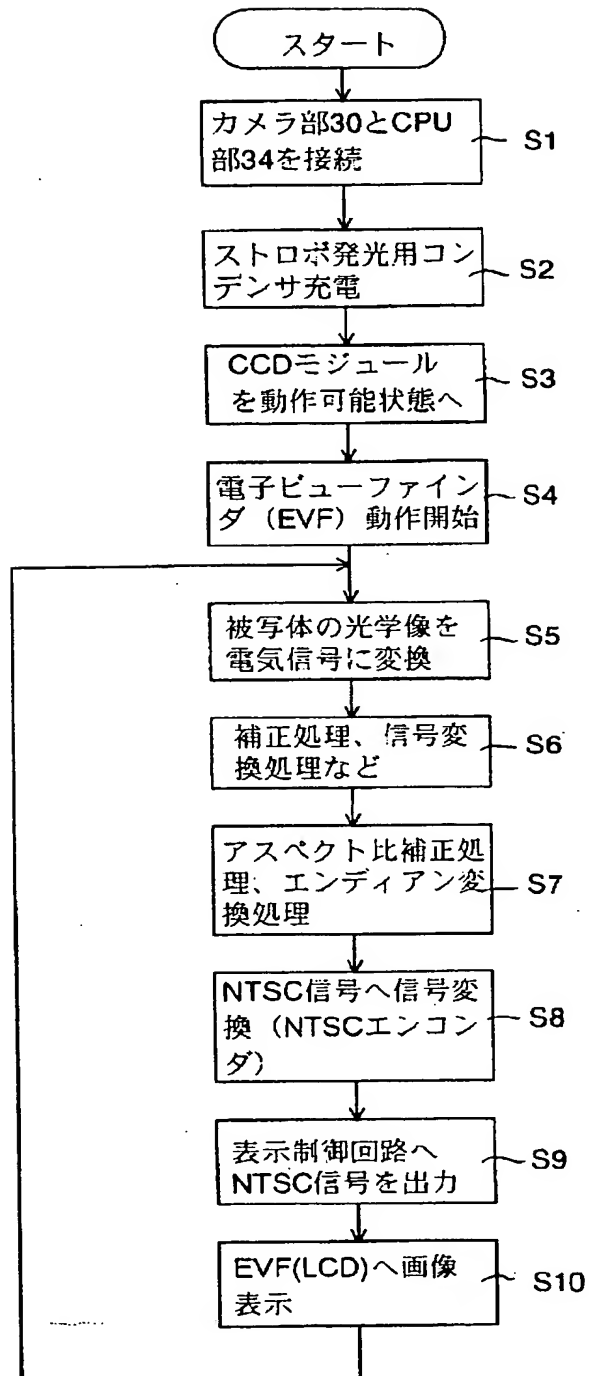 スタート
カメラ部30とCPU
部34を接続
S1
ストロボ発光用コン
デンサ充電
S2
CCDモジュール
を動作可能状態へ
S3
電子ビューファイン
ダ（EVF）動作開始
S4
被写体の光学像を
電気信号に変換
S5
補正処理、信号変
換処理など
S6
アスペクト比補正処
理、エンディアン変
換処理
S7
NTSC信号へ信号変
換（NTSCエンコン
ダ）
S8
表示制御回路へ
NTSC信号を出力
S9
EVF(LCD)へ画像
表示
S10